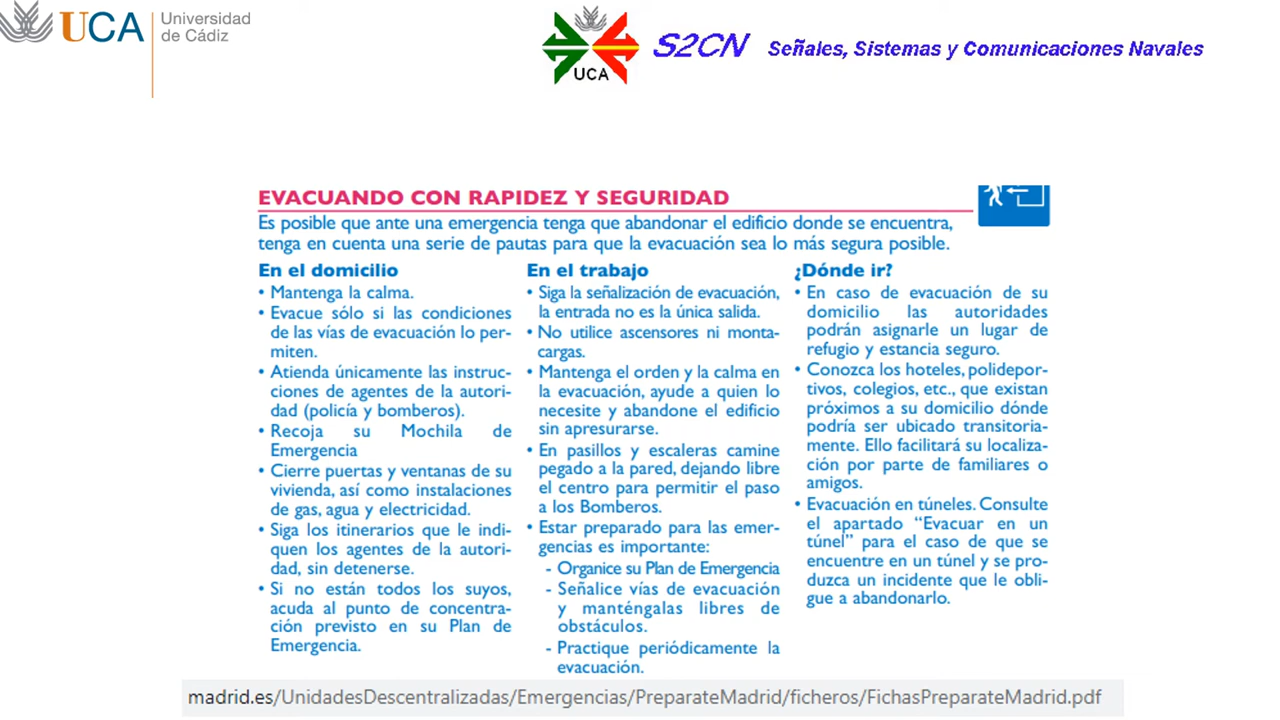 UCA
Universidad
de Cádiz
UCA
S2CN
Señales, Sistemas y Comunicaciones Navales
EVACUANDO CON RAPIDEZ Y SEGURIDAD
Es posible que ante una emergencia tenga que abandonar el edificio donde se encuentra,
tenga en cuenta una serie de pautas para que la evacuación sea lo más segura posible.
En el domicilio
• Mantenga la calma.
• Evacue sólo si las condiciones
de las vías de evacuación lo per-
miten.
• Atienda únicamente las instruc-
ciones de agentes de la autori-
dad (policía y bomberos).
• Recoja su Mochila de
Emergencia
• Cierre puertas y ventanas de su
vivienda, así como instalaciones
de gas, agua y electricidad.
• Siga los itinerarios que le indi-
quen los agentes de la autori-
dad, sin detenerse.
• Si no están todos los suyos,
acuda al punto de concentra-
ción previsto en su Plan de
Emergencia.
En el trabajo
• Siga la señalización de evacuación,
la entrada no es la única salida.
• No utilice ascensores ni monta-
cargas.
• Mantenga el orden y la calma en
la evacuación, ayude a quien lo
necesite y abandone el edificio
sin apresurarse.
• En pasillos y escaleras camine
pegado a la pared, dejando libre
el centro para permitir el paso
a los Bomberos.
• Estar preparado para las emer-
gencias es importante:
- Organice su Plan de Emergencia
- Señalice vías de evacuación
y manténgalas libres de
obstáculos.
- Practique periódicamente la
evacuación.
¿Dónde ir?
• En caso de evacuación de su
domicilio las autoridades
podrán asignarle un lugar de
refugio y estancia seguro.
• Conozca los hoteles, polidepor-
tivos, colegios, etc., que existan
próximos a su domicilio dónde
podría ser ubicado transitoria-
mente. Ello facilitará su localiza-
ción por parte de familiares o
amigos.
• Evacuación en túneles. Consulte
el apartado “Evacuar en un
túnel” para el caso de que se
encuentre en un túnel y se pro-
duzca un incidente que le obli-
gue a abandonarlo.
madrid.es/UnidadesDescentralizadas/Emergencias/PreparateMadrid/ficheros/FichasPreparateMadrid.pdf